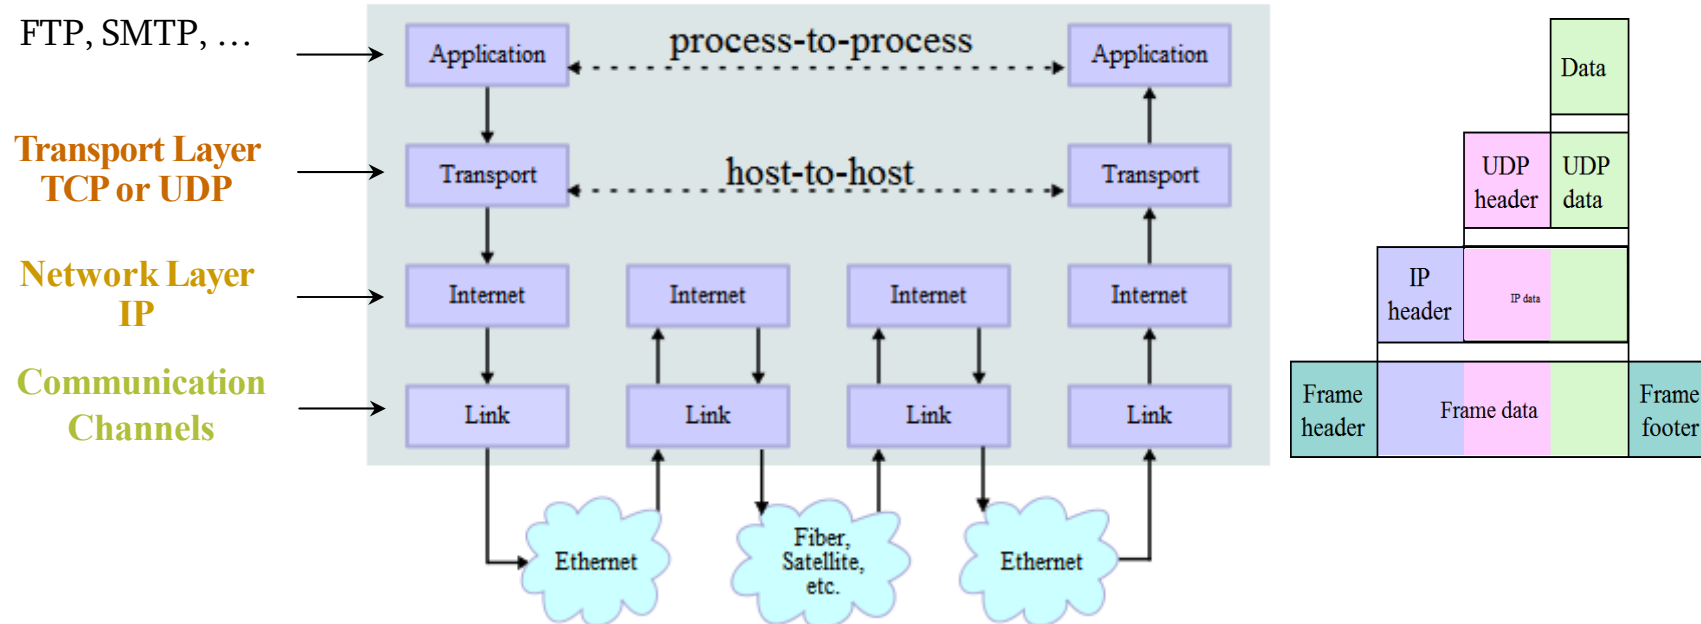 FTP, SMTP, …
Transport Layer
TCP or UDP
Network Layer
IP
Communication
Channels
Application
process-to-process
Application
Transport
host-to-host
Transport
Internet
Internet
Internet
Internet
Link
Link
Link
Link
Ethernet
Fiber,
Satellite,
etc.
Ethernet
Data
UDP
header
UDP
data
IP
header
IP data
Frame
header
Frame data
Frame
footer